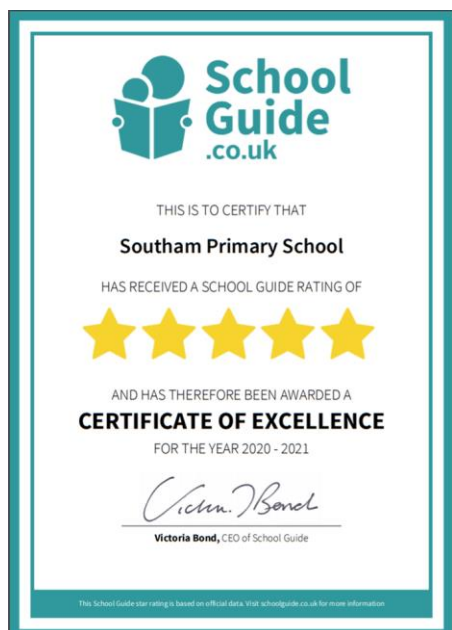 School
Guide
.co.uk
THIS IS TO CERTIFY THAT
Southam Primary School
HAS RECEIVED A SCHOOL GUIDE RATING OF
AND HAS THEREFORE BEEN AWARDED A
CERTIFICATE OF EXCELLENCE
FOR THE YEAR 2020 - 2021
Victoria Bond
Victoria Bond, CEO of School Guide
This School Guide star rating is based on official data. Visit schoolguide.co.uk for more information